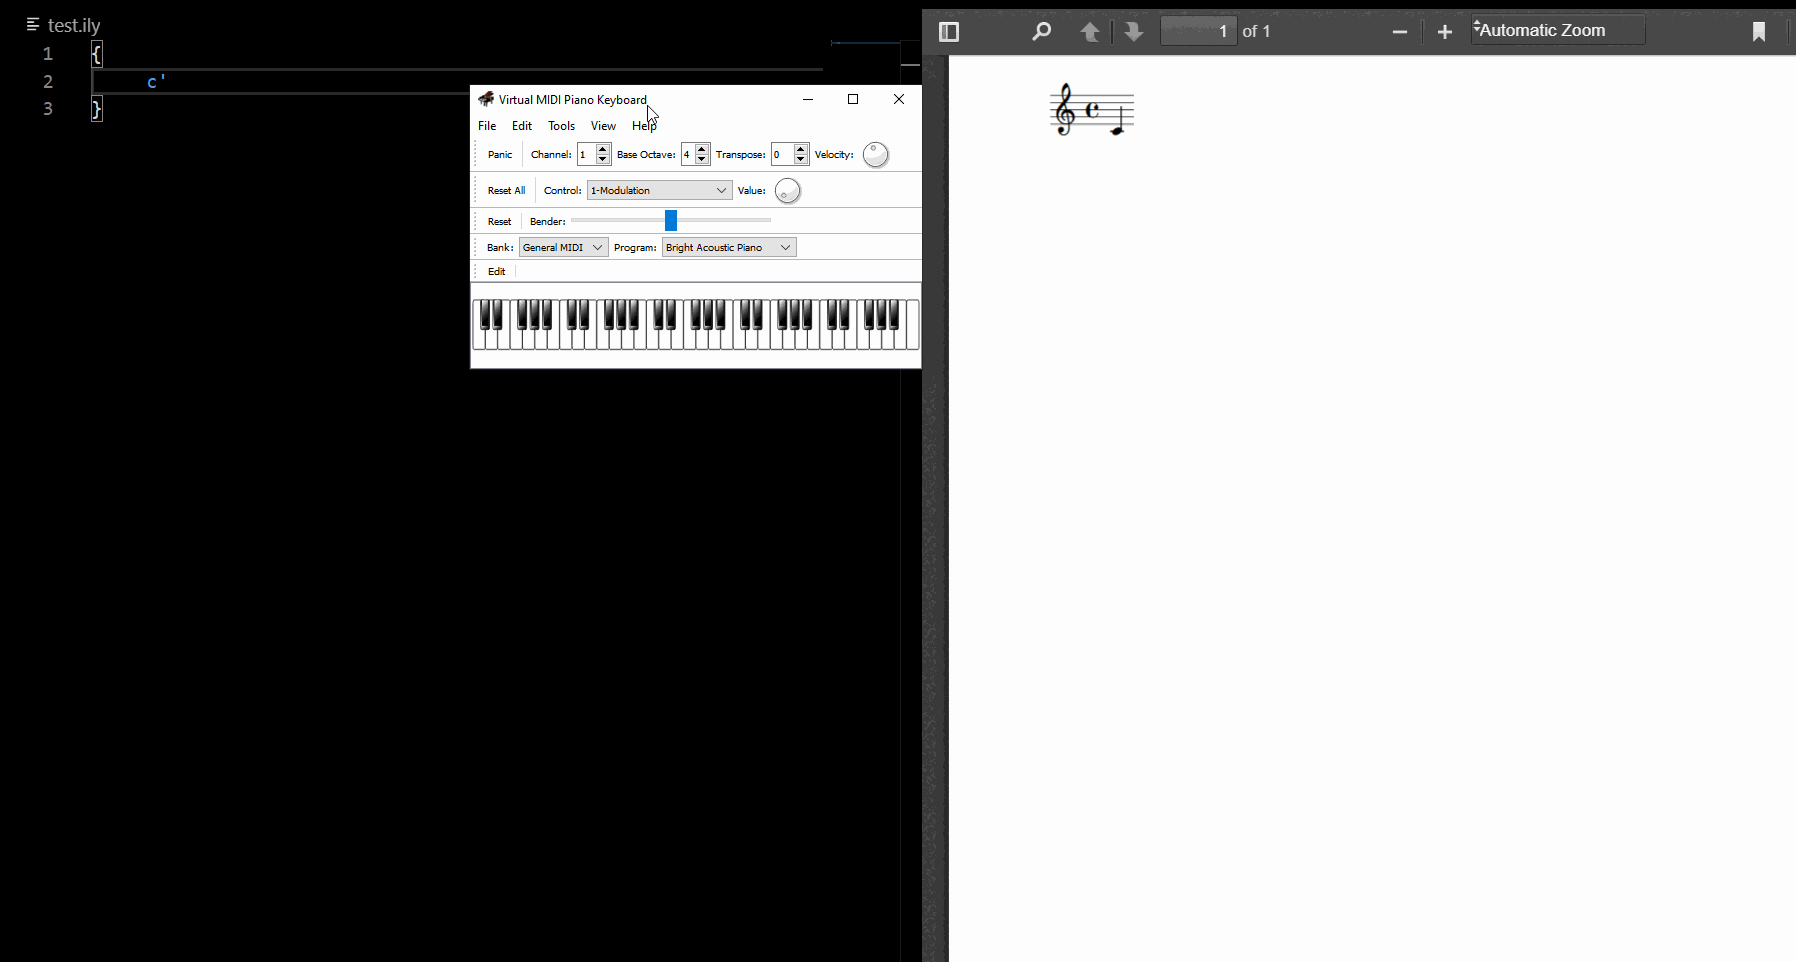 test.ily
1 {
2 c'
3 }
Virtual MIDI Piano Keyboard
File Edit Tools View Help
Panic Channel: 1 Base Octave: 4 Transpose: 0 Velocity:
Reset All Control: 1-Modulation Value:
Reset Bender:
Bank: General MIDI Program: Bright Acoustic Piano
Edit
1 of 1 Automatic Zoom